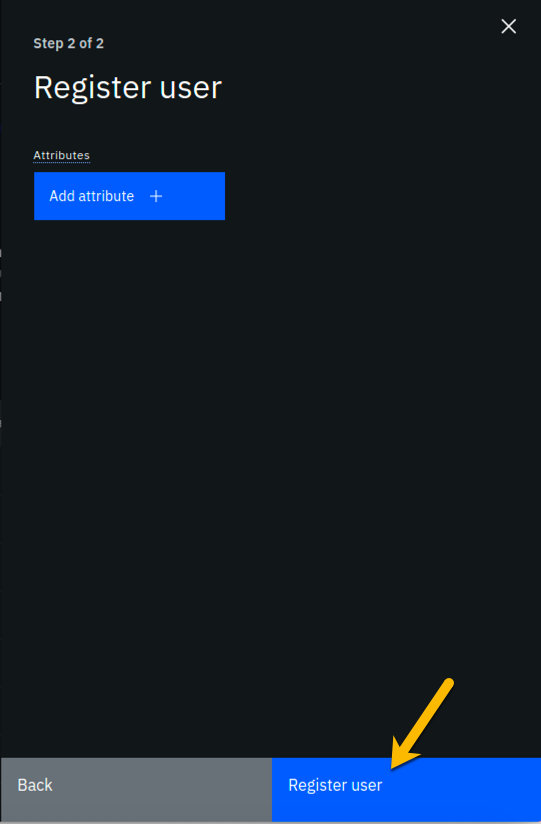 Step 2 of 2
Register user
Attributes
Add attribute
Back
Register user